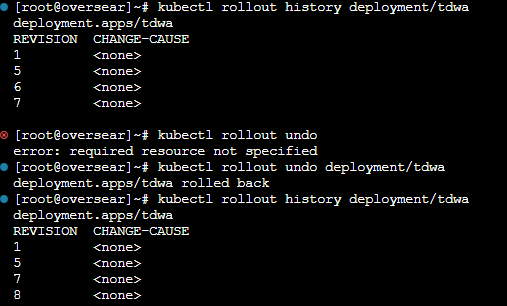 [root@oversear]~# kubectl rollout history deployment/tdwa
deployment.apps/tdwa
REVISION  CHANGE-CAUSE
1         <none>
5         <none>
6         <none>
7         <none>
[root@oversear]~# kubectl rollout undo
error: required resource not specified
[root@oversear]~# kubectl rollout undo deployment/tdwa
deployment.apps/tdwa rolled back
[root@oversear]~# kubectl rollout history deployment/tdwa
deployment.apps/tdwa
REVISION  CHANGE-CAUSE
1         <none>
5         <none>
7         <none>
8         <none>